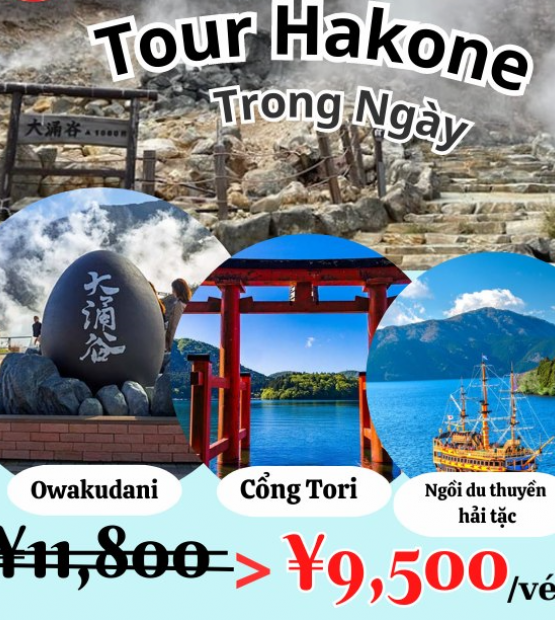 Tour Hakone
Trong Ngày
大涌谷 ▲1080m
大涌谷
Owakudani
Cổng Tori
Ngồi du thuyền
hải tặc
¥11,800 > ¥9,500/vé